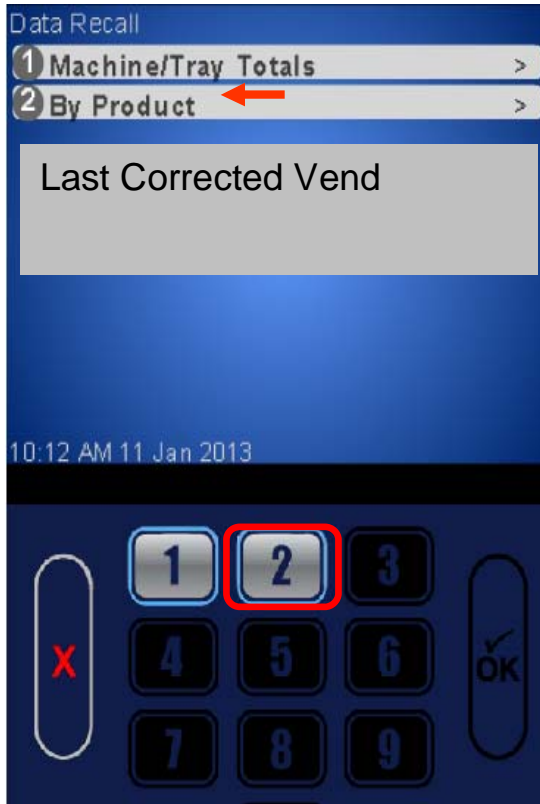 Data Recall
1 Machine/Tray Totals >
2 By Product >
Last Corrected Vend
10:12 AM 11 Jan 2013
1 2 3
X 4 5 6 OK
7 8 9